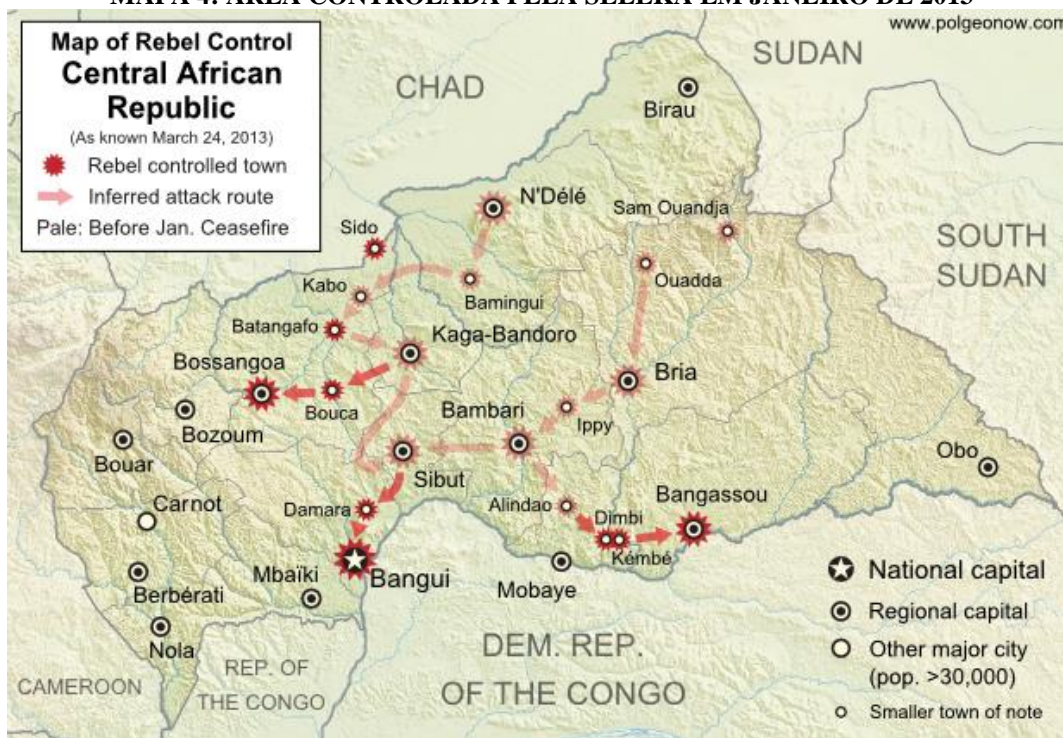 MAPA 4: ÁREA CONTROLADA PELA SELEKA EM JANEIRO DE 2013
www.polgeonow.com
Map of Rebel Control
Central African
Republic
(As known March 24, 2013)
Rebel controlled town
Inferred attack route
Pale: Before Jan. Ceasefire
CHAD
SUDAN
Birau
N'Délé
Sam Ouandja
SOUTH
SUDAN
Sido
Kabo
Bamingui
Ouadda
Batangafo
Kaga-Bandoro
Bossangoa
Bria
Bouca
Bambari
Ippy
Bozoum
Bouar
Sibut
Obo
Carnot
Damara
Alindao
Bangassou
Dimbi
Kémbé
Bangui
Mbaïki
Mobaye
Berbérati
Nola
CAMEROON
REP. OF
THE CONGO
DEM. REP.
OF THE CONGO
National capital
Regional capital
Other major city
(pop. >30,000)
Smaller town of note